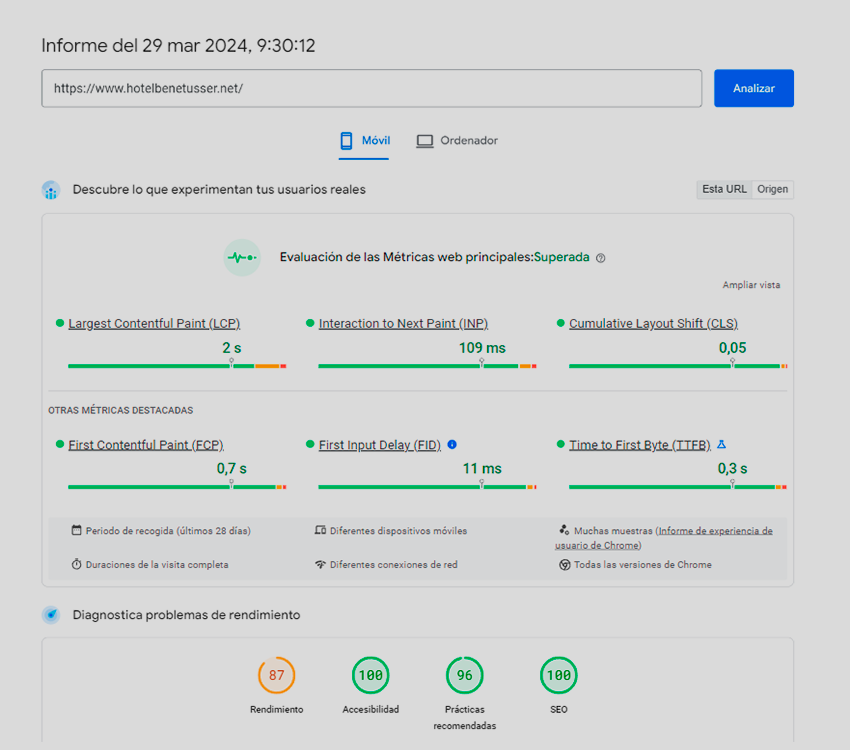 Informe del 29 mar 2024, 9:30:12
https://www.hotelbenetusser.net/
Analizar
Móvil
Ordenador
Descubre lo que experimentan tus usuarios reales
Esta URL
Origen
Evaluación de las Métricas web principales:Superada
Ampliar vista
Largest Contentful Paint (LCP)
2 s
Interaction to Next Paint (INP)
109 ms
Cumulative Layout Shift (CLS)
0,05
OTRAS MÉTRICAS DESTACADAS
First Contentful Paint (FCP)
0,7 s
First Input Delay (FID)
11 ms
Time to First Byte (TTFB)
0,3 s
Periodo de recogida (últimos 28 días)
Diferentes dispositivos móviles
Muchas muestras (Informe de experiencia de
usuario de Chrome)
Duraciones de la visita completa
Diferentes conexiones de red
Todas las versiones de Chrome
Diagnostica problemas de rendimiento
87
Rendimiento
100
Accesibilidad
96
Prácticas
recomendadas
100
SEO